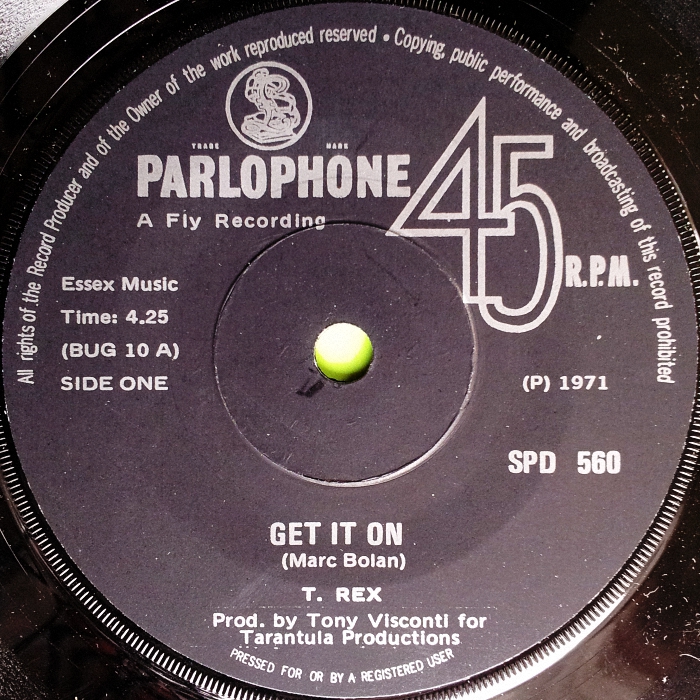 All rights of the Record Producer and of the Owner of the work reproduced reserved • Copying, public performance and broadcasting of this record prohibited
TRADE MARK
PARLOPHONE
A Fly Recording
45
R.P.M.
Essex Music
Time: 4.25
(BUG 10 A)
SIDE ONE
(P) 1971
SPD 560
GET IT ON
(Marc Bolan)
T. REX
Prod. by Tony Visconti for
Tarantula Productions
PRESSED FOR OR BY A REGISTERED USER